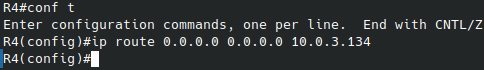 R4#conf t
Enter configuration commands, one per line.  End with CNTL/Z
R4(config)#ip route 0.0.0.0 0.0.0.0 10.0.3.134
R4(config)#